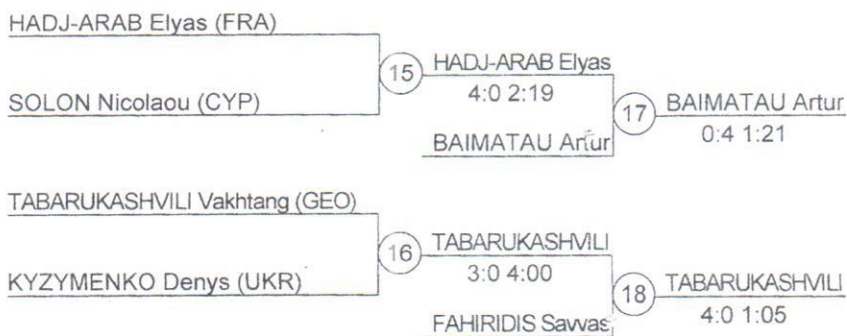 HADJ-ARAB Elyas (FRA)
SOLON Nicolaou (CYP)
15
HADJ-ARAB Elyas
4:0 2:19
BAIMATAU Artur
17
BAIMATAU Artur
0:4 1:21
TABARUKASHVILI Vakhtang (GEO)
KYZYMENKO Denys (UKR)
16
TABARUKASHVILI
3:0 4:00
FAHIRIDIS Savvas
18
TABARUKASHVILI
4:0 1:05